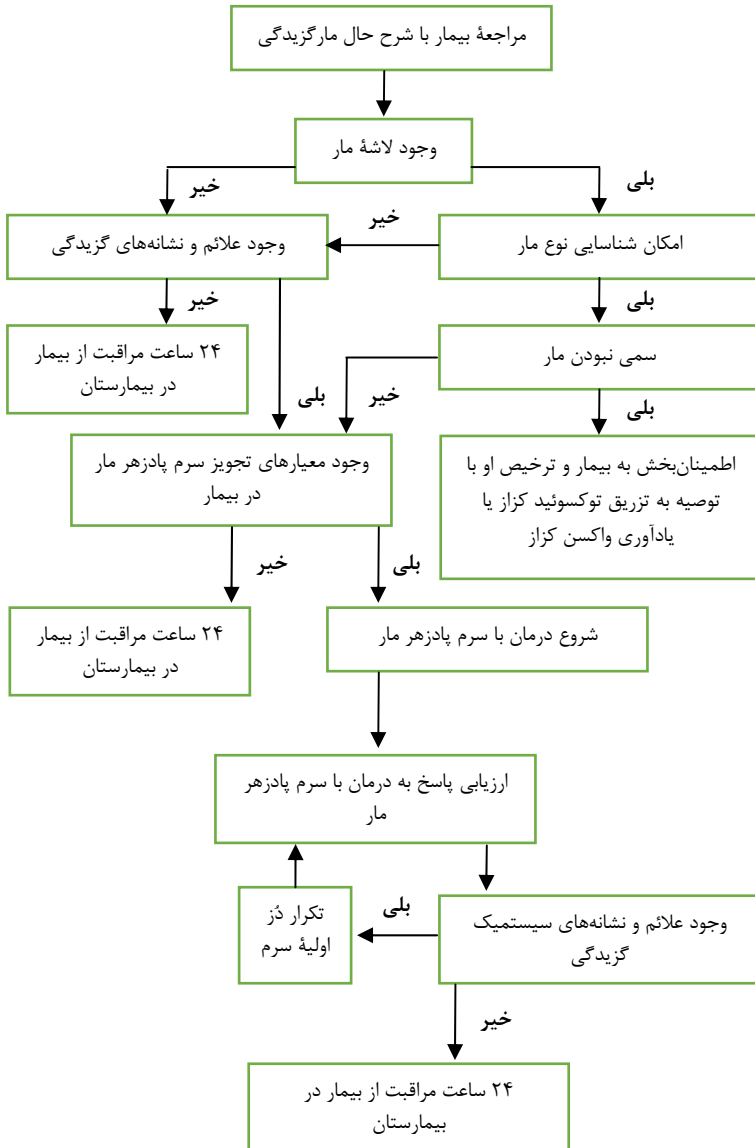 مراجعهٔ بیمار با شرح حال مارگزیدگی
وجود لاشهٔ مار
خیر
بلی
وجود علائم و نشانه‌های گزیدگی
خیر
امکان شناسایی نوع مار
خیر
بلی
۲۴ ساعت مراقبت از بیمار
در بیمارستان
سمی نبودن مار
بلی
خیر
بلی
وجود معیارهای تجویز سرم پادزهر مار
در بیمار
اطمینان‌بخش به بیمار و ترخیص او با
توصیه به تزریق توکسوئید کزاز یا
یادآوری واکسن کزاز
خیر
بلی
۲۴ ساعت مراقبت از بیمار
در بیمارستان
شروع درمان با سرم پادزهر مار
ارزیابی پاسخ به درمان با سرم پادزهر
مار
تکرار دُز
اولیهٔ سرم
بلی
وجود علائم و نشانه‌های سیستمیک
گزیدگی
خیر
۲۴ ساعت مراقبت از بیمار در
بیمارستان